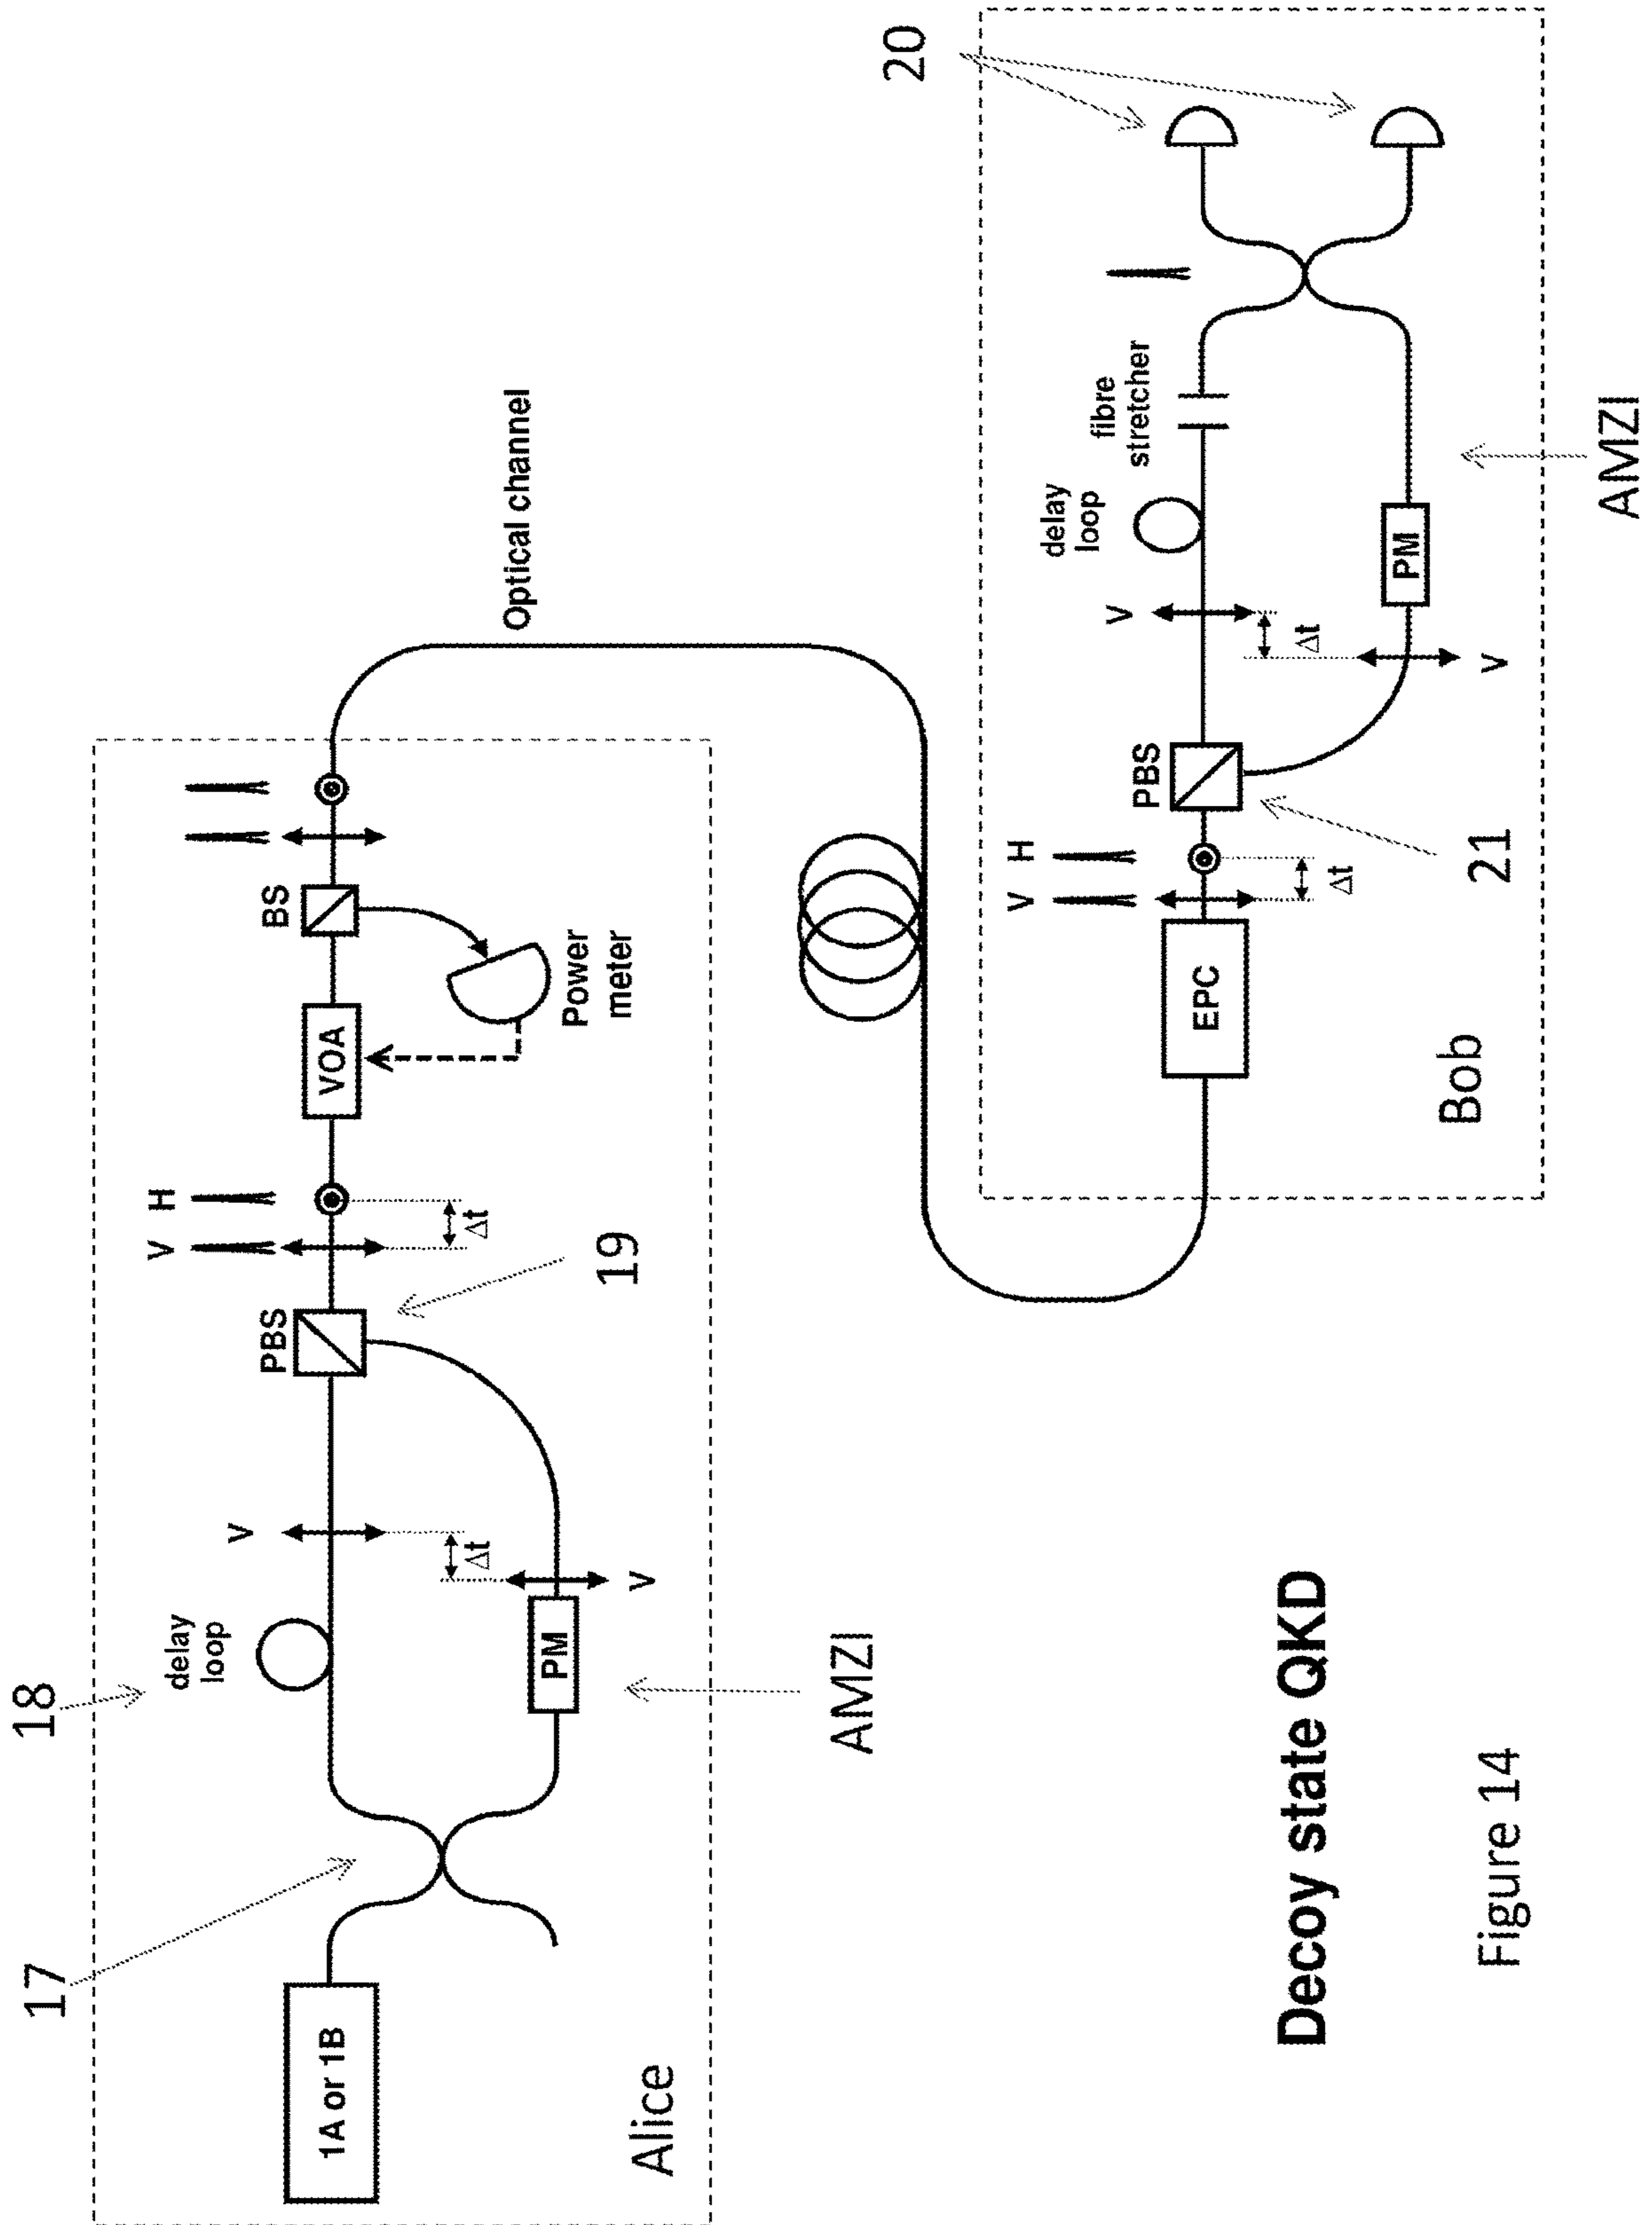 17
18
1A or 1B
delay
loop
V
PM
V
Δt
AMZI
PBS
19
V
H
Δt
VOA
BS
Power
meter
Alice
Optical channel
EPC
V
H
Δt
PBS
21
V
Δt
V
delay
loop
fibre
stretcher
PM
AMZI
20
Bob
Decoy state QKD
Figure 14